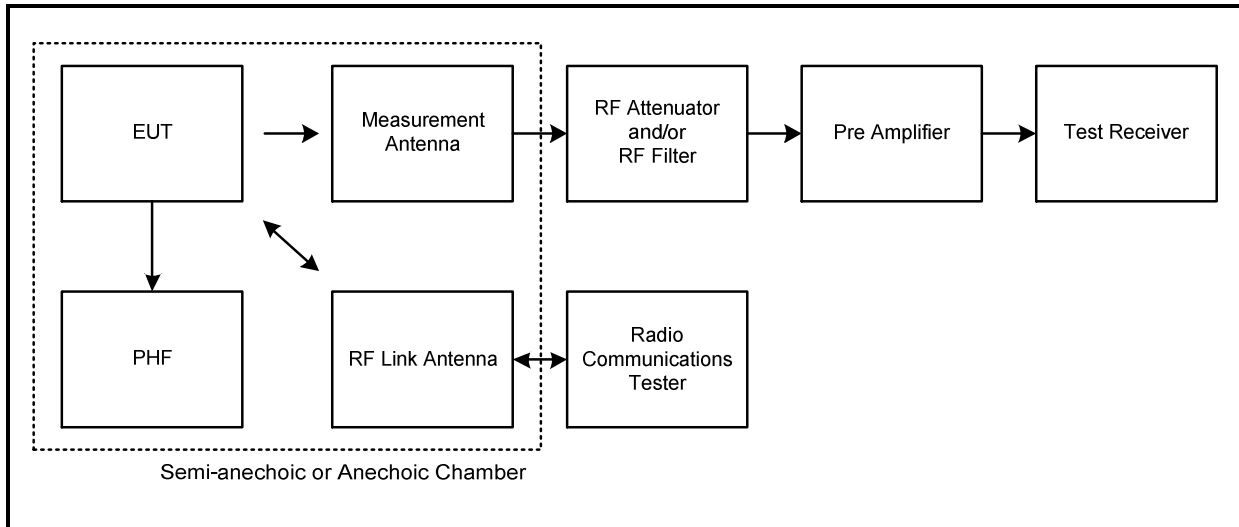 EUT
Measurement
Antenna
RF Attenuator
and/or
RF Filter
Pre Amplifier
Test Receiver
PHF
RF Link Antenna
Radio
Communications
Tester
Semi-anechoic or Anechoic Chamber